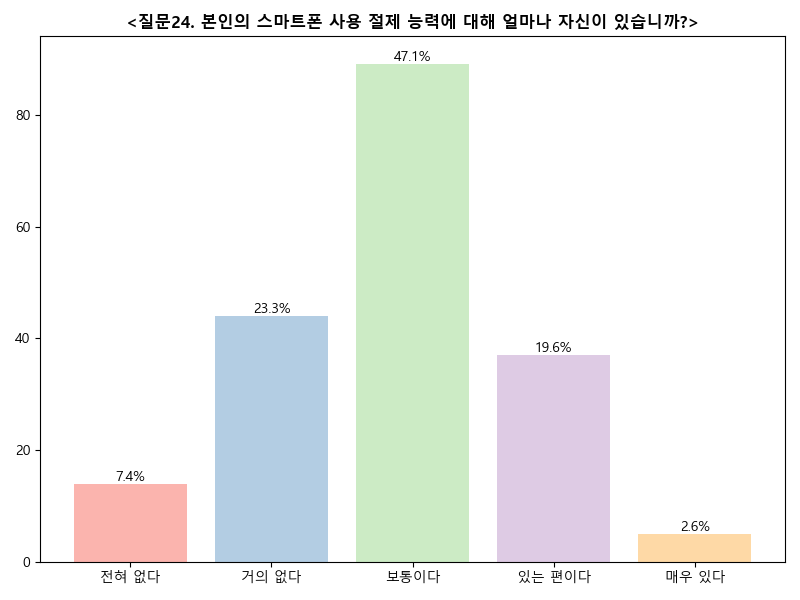 <질문24. 본인의 스마트폰 사용 절제 능력에 대해 얼마나 자신이 있습니까?>
80
60
40
20
0
7.4%
23.3%
47.1%
19.6%
2.6%
전혀 없다
거의 없다
보통이다
있는 편이다
매우 있다